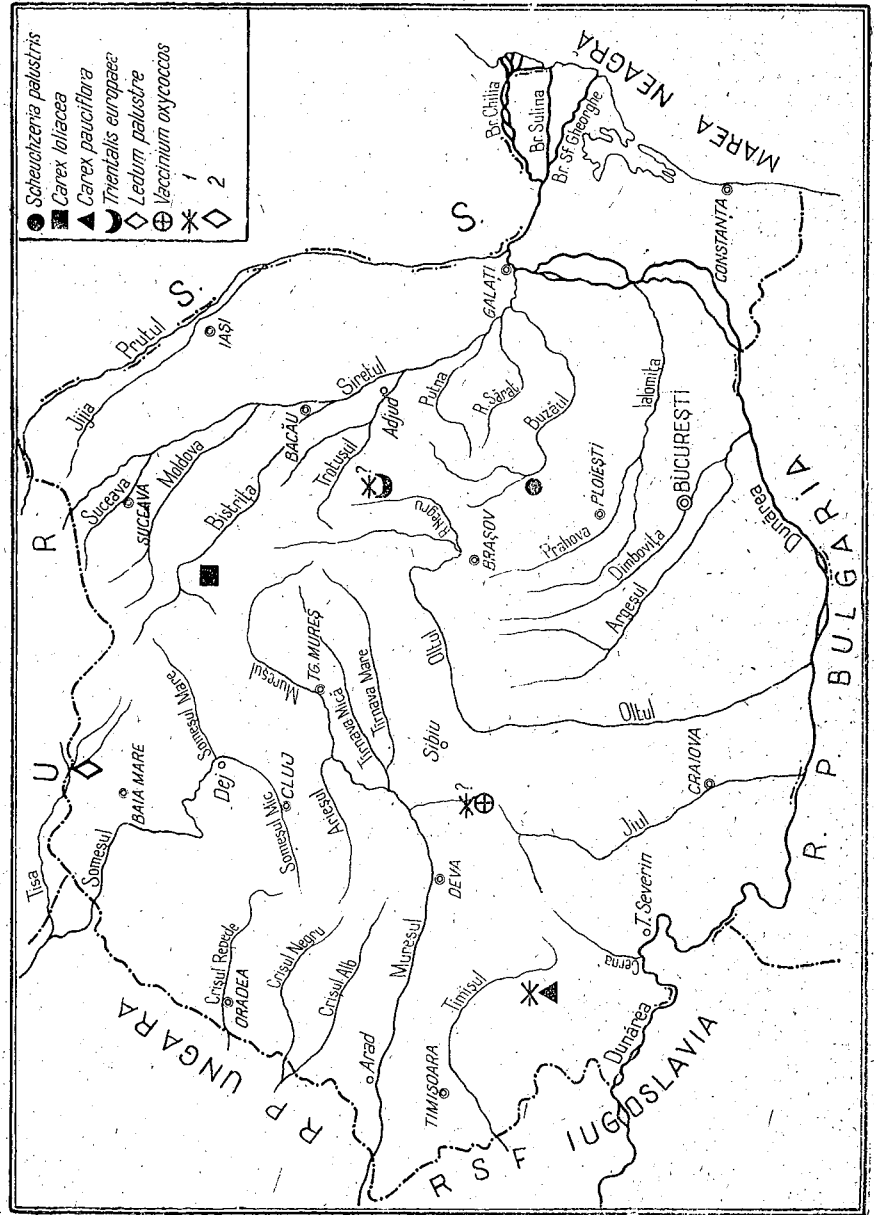 Scheuchzeria palustris
Carex loliacea
Carex pauciflora
Trientalis europaea
Ledum palustre
Vaccinium oxycoccos
1
2
U R. S. S.
R P UNGARA
R S F IUGOSLAVIA
R. P. BULGARIA
MAREA NEAGRĂ
Tisa
Someșul
BAIA MARE
Someșul Mare
Dej
Someșul Mic
CLUJ
Crișul Repede
ORADEA
Crișul Negru
Crișul Alb
Arieșul
Mureșul
TG. MUREȘ
Tîrnava Mică
Tîrnava Mare
Mureșul
Arad
DEVA
Sibiu
TIMIȘOARA
Timișul
Cerna
T. Severin
Dunărea
Jiul
CRAIOVA
Oltul
Oltul
Suceava
SUCEAVA
Moldova
Bistrița
BACĂU
Siretul
Jijia
Prutul
IAȘI
Trotușul
Adjud
?
?
R. Negru
BRAȘOV
Putna
R. Sărat
Buzăul
GALAȚI
Prahova
PLOIEȘTI
Ialomița
Dîmbovița
Argeșul
BUCUREȘTI
Dunărea
Br. Chilia
Br. Sulina
Br. Sf. Gheorghe
CONSTANȚA